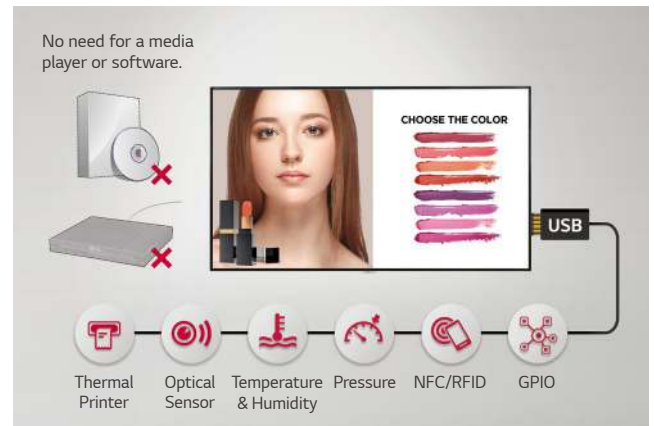 No need for a media
player or software.
CHOOSE THE COLOR
USB
Thermal
Printer
Optical
Sensor
Temperature
& Humidity
Pressure
NFC/RFID
GPIO